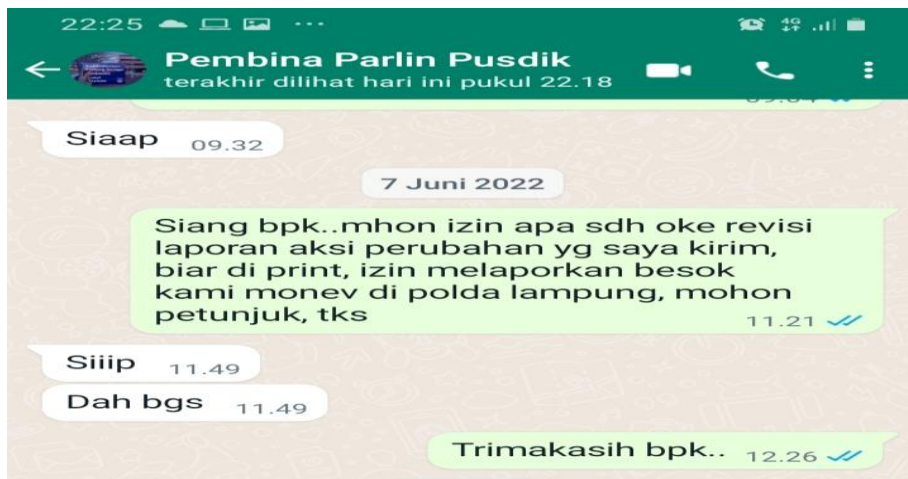 22:25
4G
Pembina Parlin Pusdik
terakhir dilihat hari ini pukul 22.18
Siaap 09.32
7 Juni 2022
Siang bpk..mhon izin apa sdh oke revisi
laporan aksi perubahan yg saya kirim,
biar di print, izin melaporkan besok
kami monev di polda lampung, mohon
petunjuk, tks
11.21
Siiip 11.49
Dah bgs 11.49
Trimakasih bpk.. 12.26